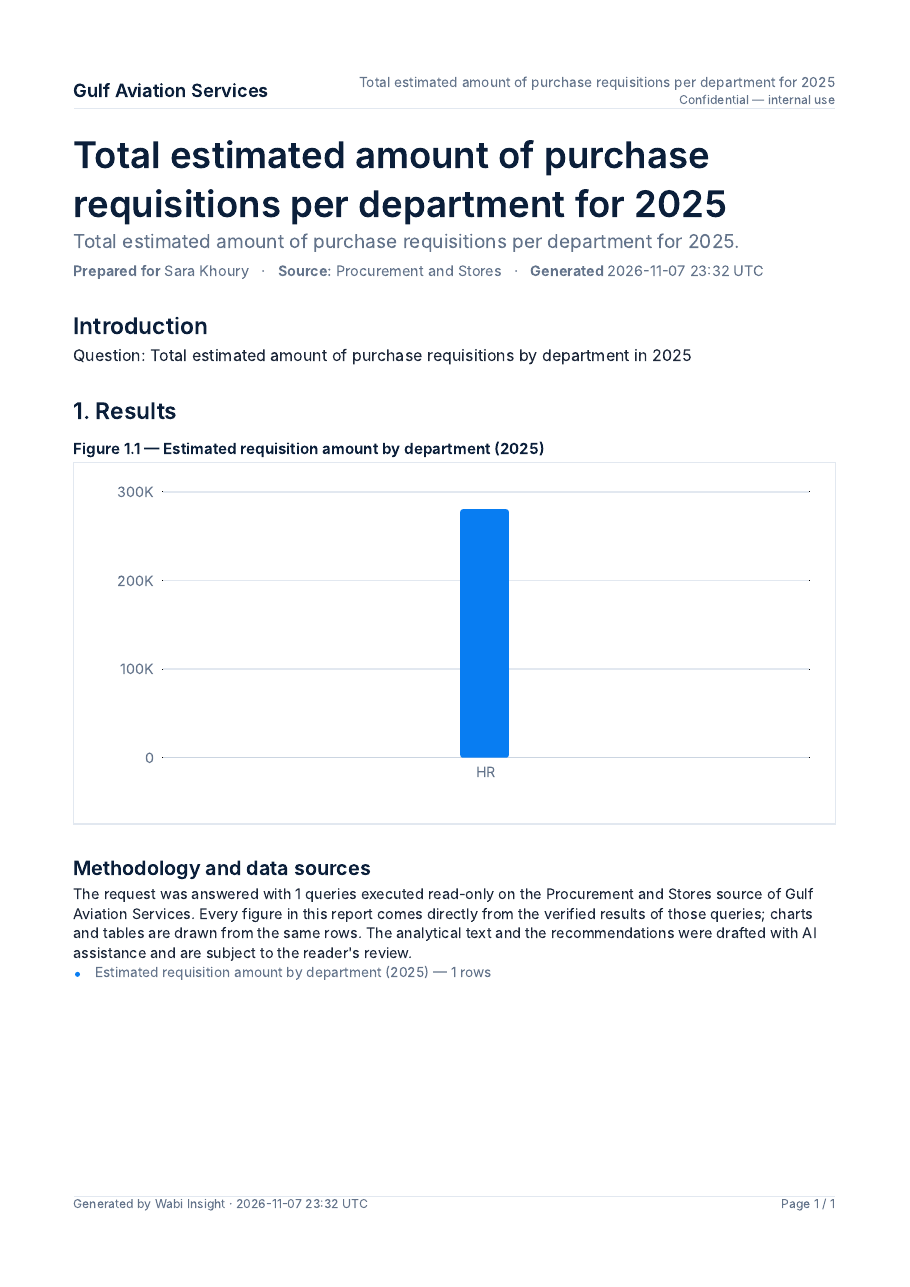 Gulf Aviation Services
Total estimated amount of purchase requisitions per department for 2025
Confidential — internal use
Total estimated amount of purchase
requisitions per department for 2025
Total estimated amount of purchase requisitions per department for 2025.
Prepared for Sara Khoury · Source: Procurement and Stores · Generated 2026-11-07 23:32 UTC
Introduction
Question: Total estimated amount of purchase requisitions by department in 2025
1. Results
Figure 1.1 — Estimated requisition amount by department (2025)
300K
200K
100K
0
HR
Methodology and data sources
The request was answered with 1 queries executed read-only on the Procurement and Stores source of Gulf
Aviation Services. Every figure in this report comes directly from the verified results of those queries; charts
and tables are drawn from the same rows. The analytical text and the recommendations were drafted with AI
assistance and are subject to the reader's review.
• Estimated requisition amount by department (2025) — 1 rows
Generated by Wabi Insight · 2026-11-07 23:32 UTC
Page 1 / 1